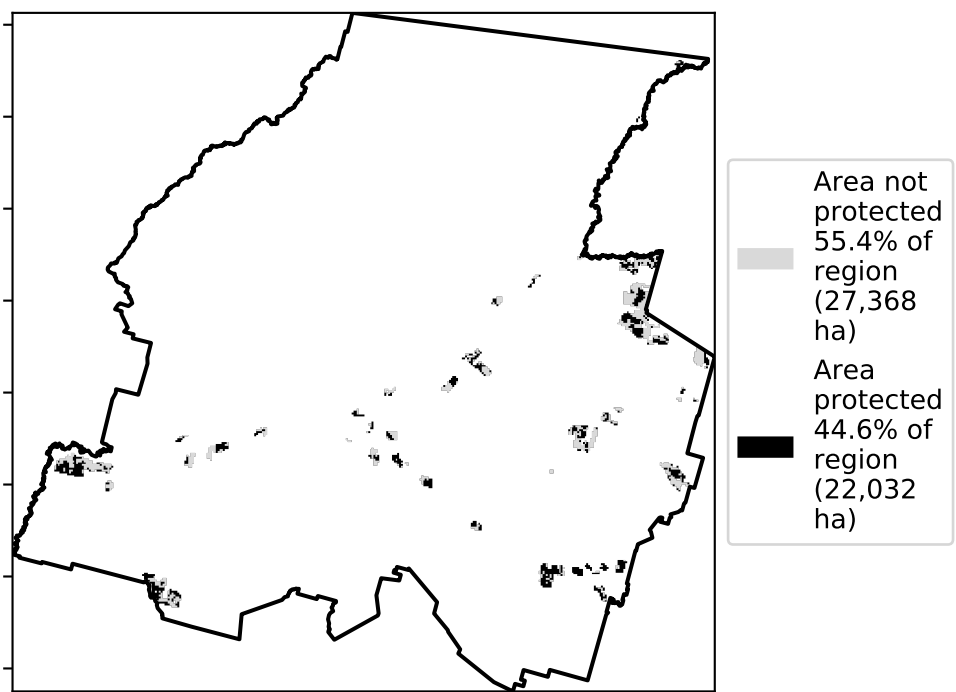 Area not
protected
55.4% of
region
(27,368
ha)
Area
protected
44.6% of
region
(22,032
ha)